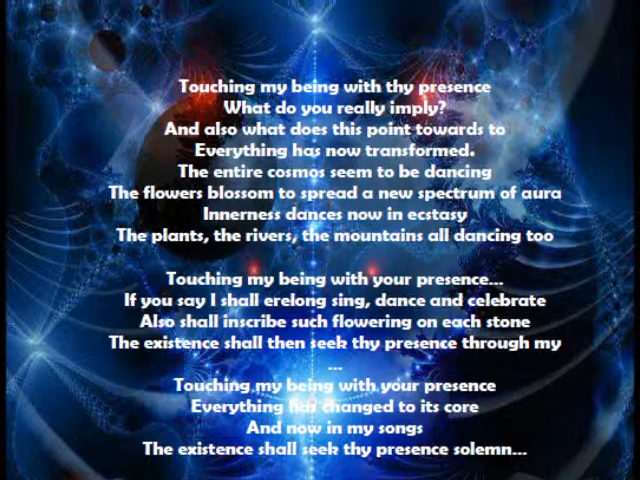 Touching my being with thy presence
What do you really imply?
And also what does this point towards to
Everything has now transformed.
The entire cosmos seem to be dancing
The flowers blossom to spread a new spectrum of aura
Innerness dances now in ecstasy
The plants, the rivers, the mountains all dancing too
Touching my being with your presence...
If you say I shall erelong sing, dance and celebrate
Also shall inscribe such flowering on each stone
The existence shall then seek thy presence through my
...
Touching my being with your presence
Everything has changed to its core
And now in my songs
The existence shall seek thy presence solemn...